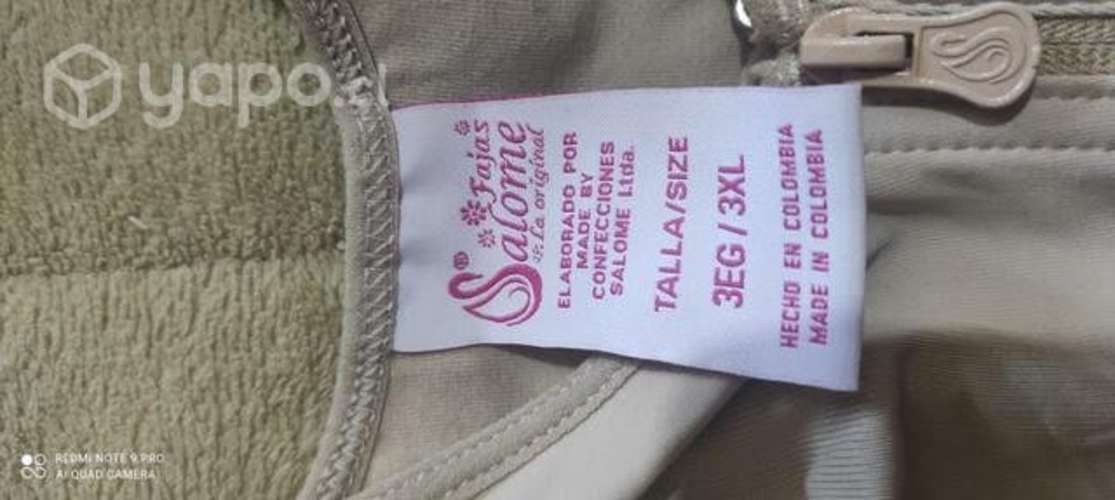 yapo.
Fajas
Salome®
La original
ELABORADO POR
MADE BY
CONFECCIONES
SALOME Ltda.
TALLA/SIZE
3EG / 3XL
HECHO EN COLOMBIA
MADE IN COLOMBIA
REDMI NOTE 9 PRO
AI QUAD CAMERA